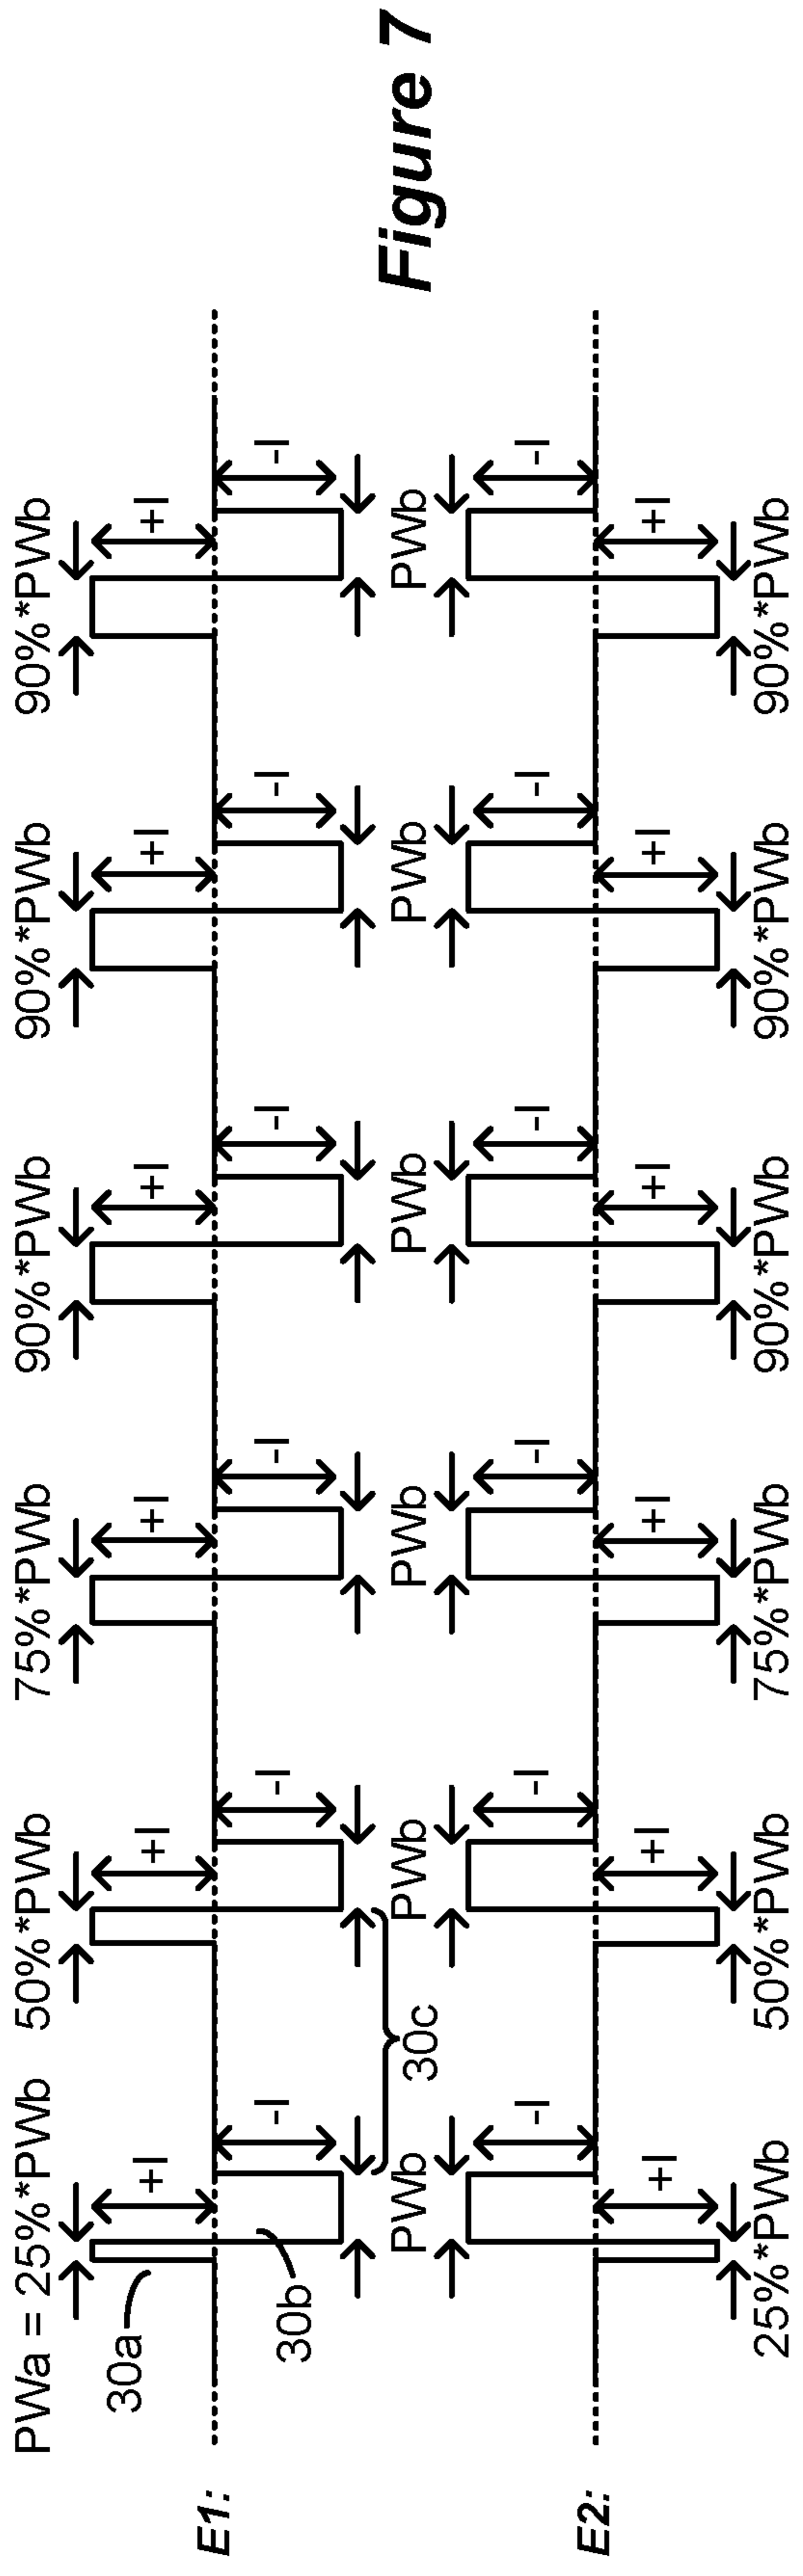 PWa = 25%*PWb 50%*PWb 75%*PWb 90%*PWb 90%*PWb 90%*PWb
30a +I +I +I +I +I +I
E1:
30b -I -I -I -I -I -I
PWb PWb PWb PWb PWb PWb
30c
Figure 7
-I -I -I -I -I -I
E2:
+I +I +I +I +I +I
25%*PWb 50%*PWb 75%*PWb 90%*PWb 90%*PWb 90%*PWb